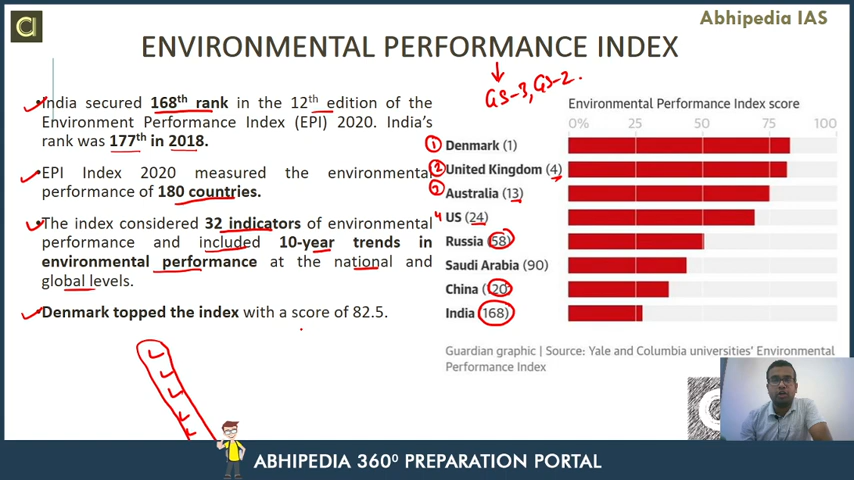 Abhipedia IAS
ENVIRONMENTAL PERFORMANCE INDEX
GS-3, GS-2.
•India secured 168th rank in the 12th edition of the
Environment Performance Index (EPI) 2020. India's
rank was 177th in 2018.
•EPI Index 2020 measured the environmental
performance of 180 countries.
•The index considered 32 indicators of environmental
performance and included 10-year trends in
environmental performance at the national and
global levels.
•Denmark topped the index with a score of 82.5.
Environmental Performance Index score
0% 25 50 75 100
1 Denmark (1)
2 United Kingdom (4)
Australia (13)
4 US (24)
Russia (58)
Saudi Arabia (90)
China (120)
India (168)
Guardian graphic | Source: Yale and Columbia universities' Environmental
Performance Index
ABHIPEDIA 360⁰ PREPARATION PORTAL